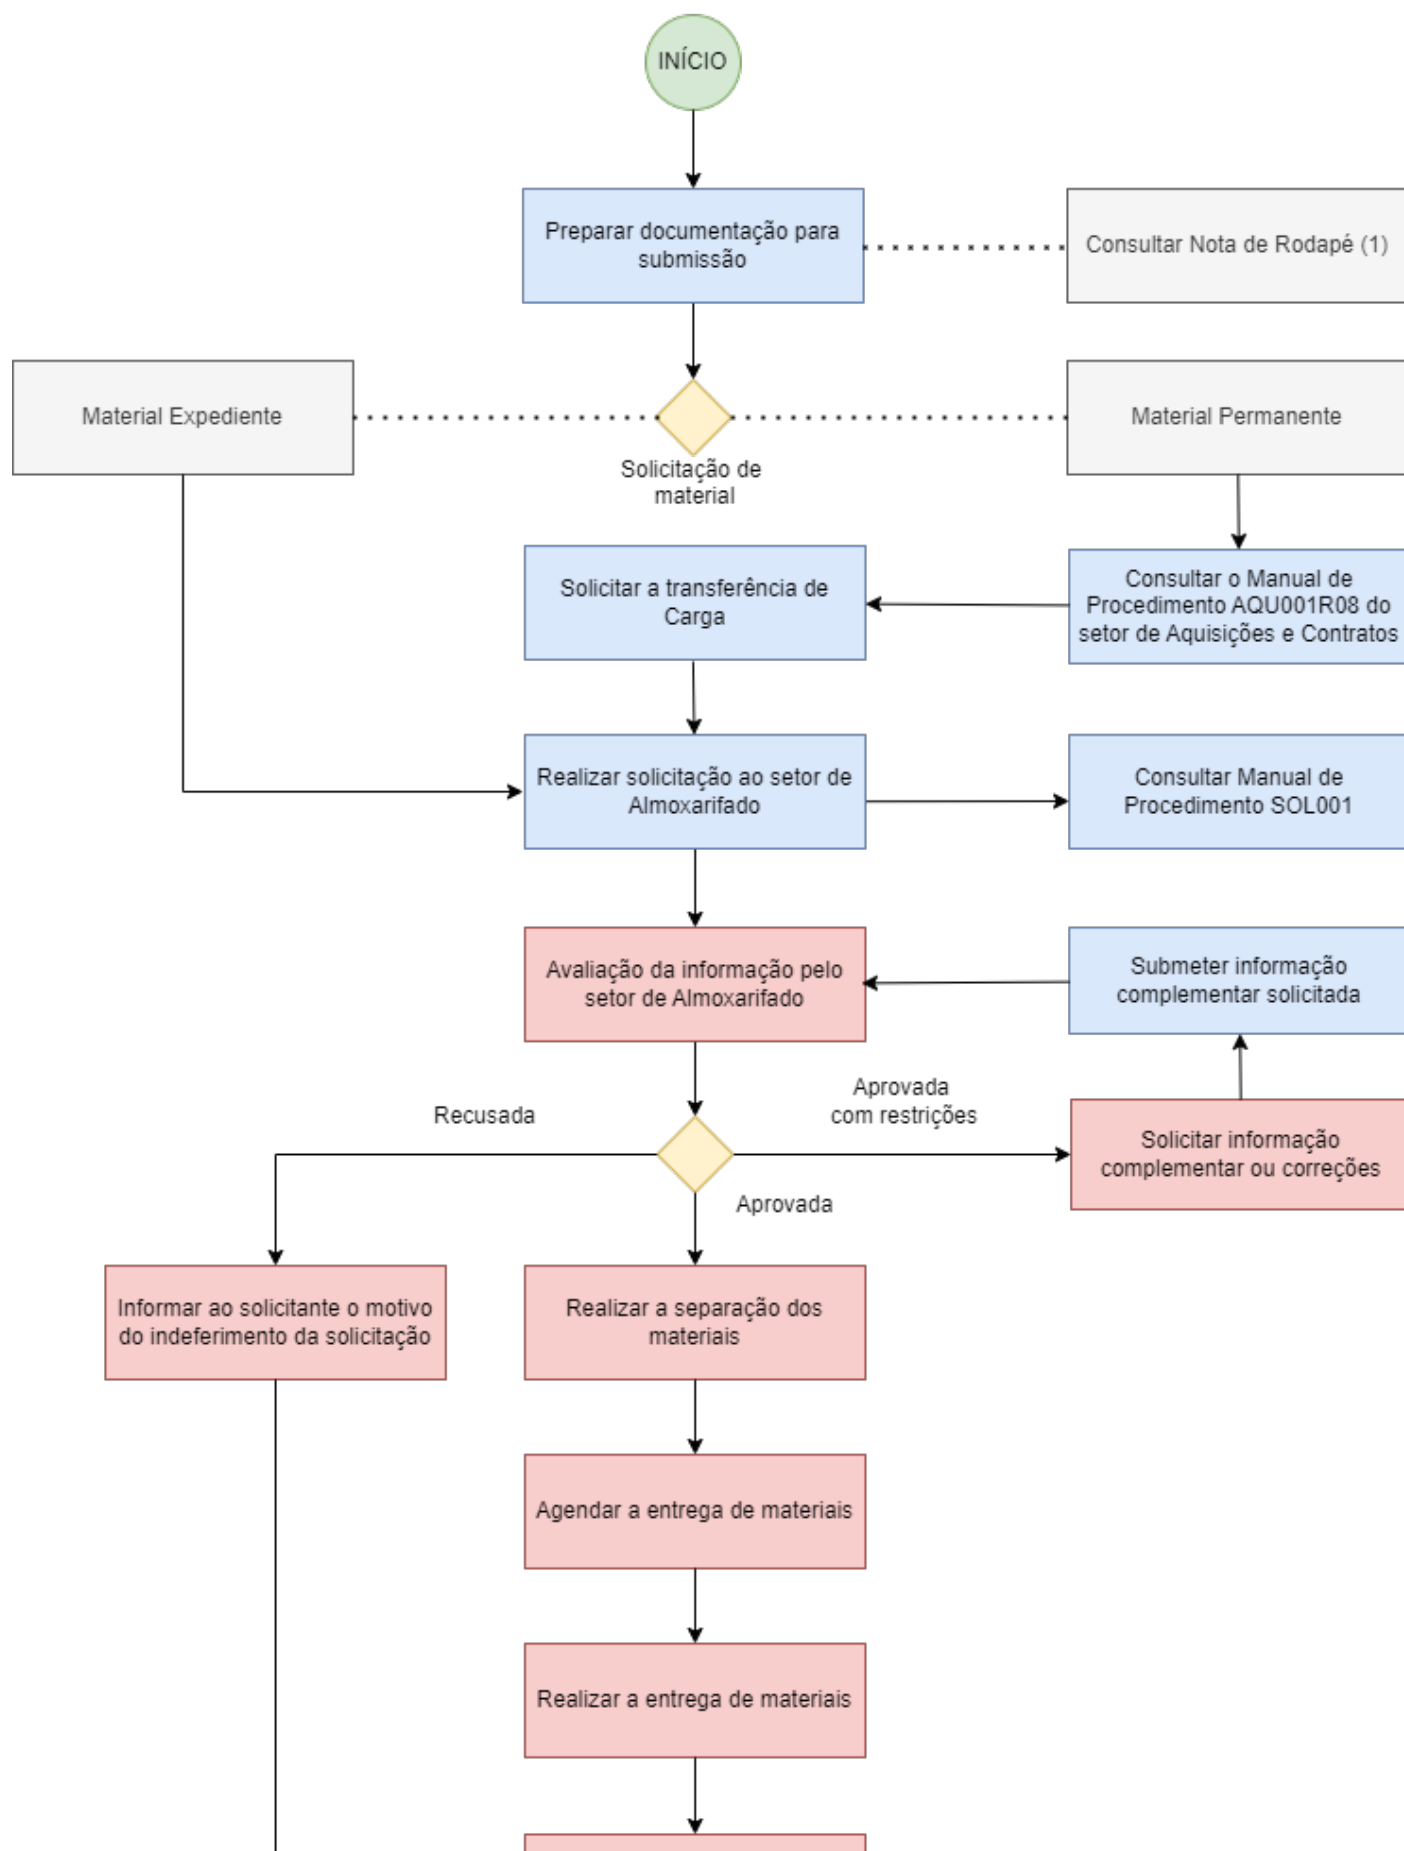 INÍCIO
Preparar documentação para
submissão
Consultar Nota de Rodapé (1)
Material Expediente
Material Permanente
Solicitação de
material
Solicitar a transferência de
Carga
Consultar o Manual de
Procedimento AQU001R08 do
setor de Aquisições e Contratos
Realizar solicitação ao setor de
Almoxarifado
Consultar Manual de
Procedimento SOL001
Avaliação da informação pelo
setor de Almoxarifado
Submeter informação
complementar solicitada
Recusada
Aprovada
com restrições
Solicitar informação
complementar ou correções
Aprovada
Informar ao solicitante o motivo
do indeferimento da solicitação
Realizar a separação dos
materiais
Agendar a entrega de materiais
Realizar a entrega de materiais